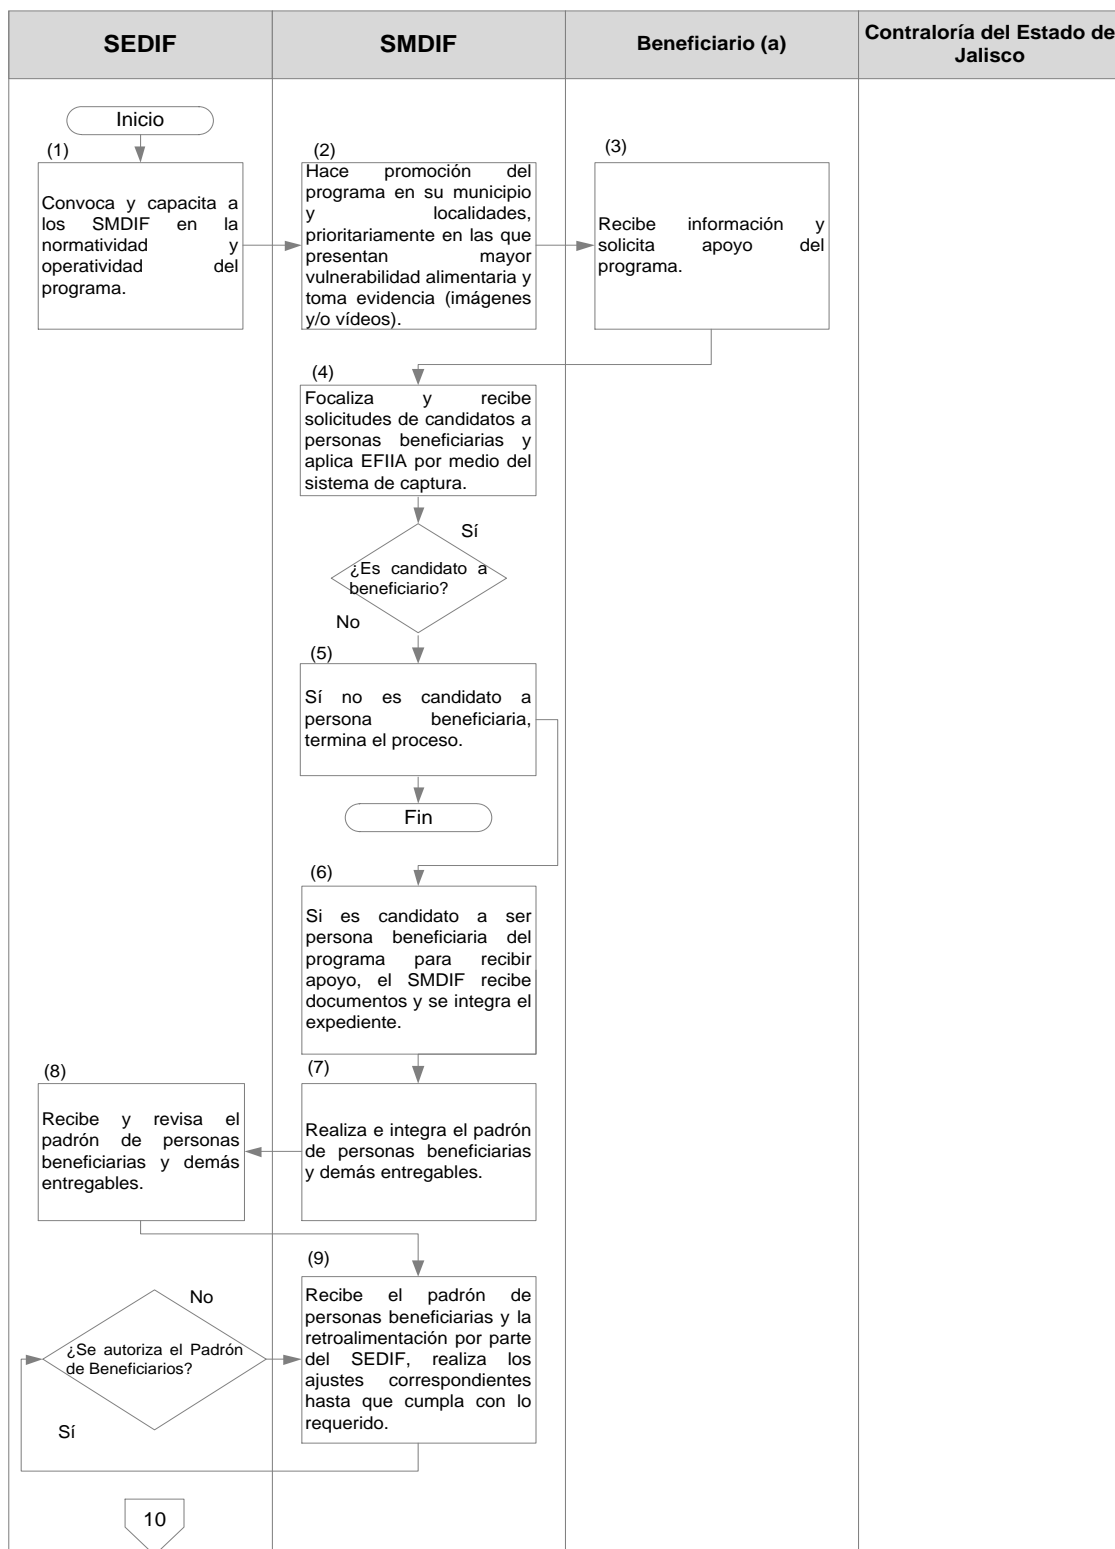 SEDIF
SMDIF
Beneficiario (a)
Contraloría del Estado de
Jalisco
Inicio
(1)
Convoca y capacita a
los SMDIF en la
normatividad y
operatividad del
programa.
(2)
Hace promoción del
programa en su municipio
y localidades,
prioritariamente en las que
presentan mayor
vulnerabilidad alimentaria y
toma evidencia (imágenes
y/o vídeos).
(3)
Recibe información y
solicita apoyo del
programa.
(4)
Focaliza y recibe
solicitudes de candidatos a
personas beneficiarias y
aplica EFIIA por medio del
sistema de captura.
Sí
¿Es candidato a
beneficiario?
No
(5)
Sí no es candidato a
persona beneficiaria,
termina el proceso.
Fin
(6)
Si es candidato a ser
persona beneficiaria del
programa para recibir
apoyo, el SMDIF recibe
documentos y se integra el
expediente.
(7)
Realiza e integra el padrón
de personas beneficiarias
y demás entregables.
(8)
Recibe y revisa el
padrón de personas
beneficiarias y demás
entregables.
(9)
Recibe el padrón de
personas beneficiarias y la
retroalimentación por parte
del SEDIF, realiza los
ajustes correspondientes
hasta que cumpla con lo
requerido.
No
¿Se autoriza el Padrón
de Beneficiarios?
Sí
10